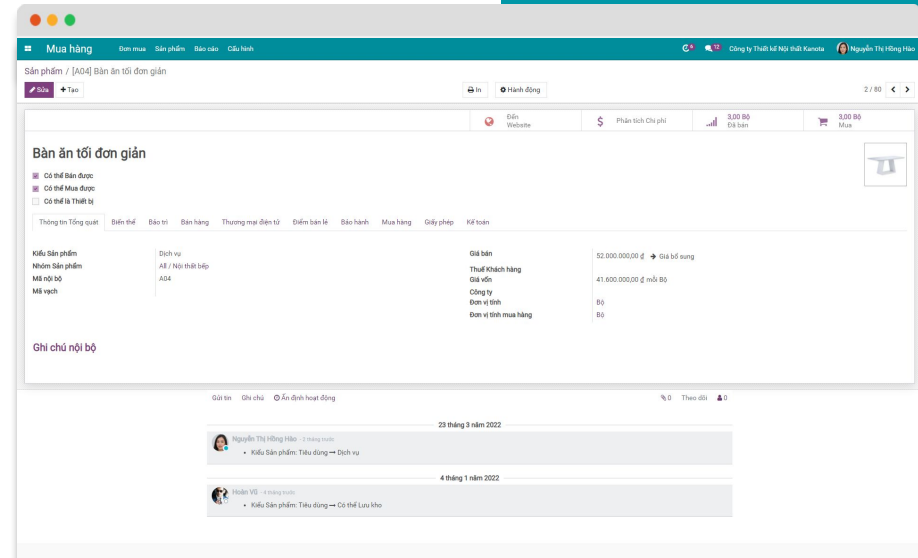 Mua hàng Đơn mua Sản phẩm Báo cáo Cấu hình 6 12 Công ty Thiết kế Nội thất Kanota Nguyễn Thị Hồng Hảo
Sản phẩm / [A04] Bàn ăn tối đơn giản
Sửa Tạo In Hành động 2 / 80
Đến Website
Phân tích Chi phí
3,00 Bộ Đã bán
3,00 Bộ Mua
Bàn ăn tối đơn giản
Có thể Bán được
Có thể Mua được
Có thể là Thiết bị
Thông tin Tổng quát Biến thể Bảo trì Bán hàng Thương mại điện tử Điểm bán lẻ Bảo hành Mua hàng Giấy phép Kế toán
Kiểu Sản phẩm Dịch vụ
Nhóm Sản phẩm All / Nội thất bếp
Mã nội bộ A04
Mã vạch
Giá bán 52.000.000,00 ₫ ➔ Giá bổ sung
Thuế Khách hàng
Giá vốn 41.600.000,00 ₫ mỗi Bộ
Công ty
Đơn vị tính Bộ
Đơn vị tính mua hàng Bộ
Ghi chú nội bộ
Gửi tin Ghi chú Ấn định hoạt động 0 Theo dõi 0
23 tháng 3 năm 2022
Nguyễn Thị Hồng Hảo - 2 tháng trước
• Kiểu Sản phẩm: Tiêu dùng → Dịch vụ
4 tháng 1 năm 2022
Hoàn VG - 4 tháng trước
• Kiểu Sản phẩm: Tiêu dùng → Có thể Lưu kho